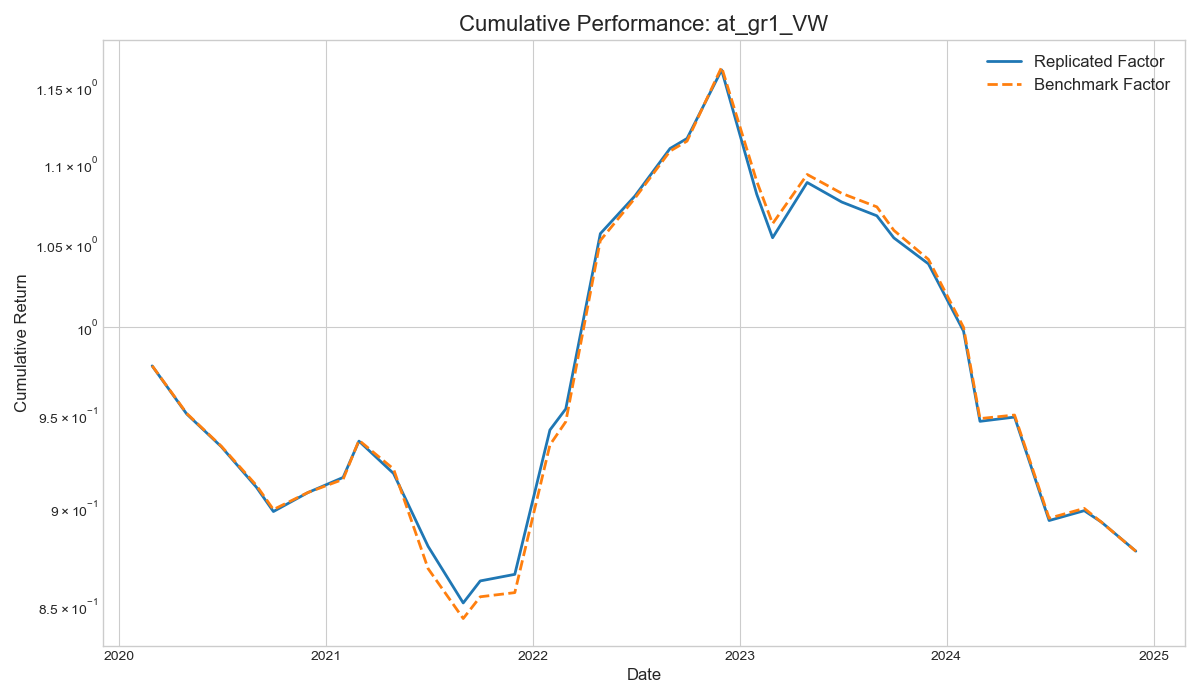 Cumulative Performance: at_gr1_VW
Replicated Factor
Benchmark Factor
Cumulative Return
1.15 × 10⁰
1.1 × 10⁰
1.05 × 10⁰
10⁰
9.5 × 10⁻¹
9 × 10⁻¹
8.5 × 10⁻¹
2020 2021 2022 2023 2024 2025
Date